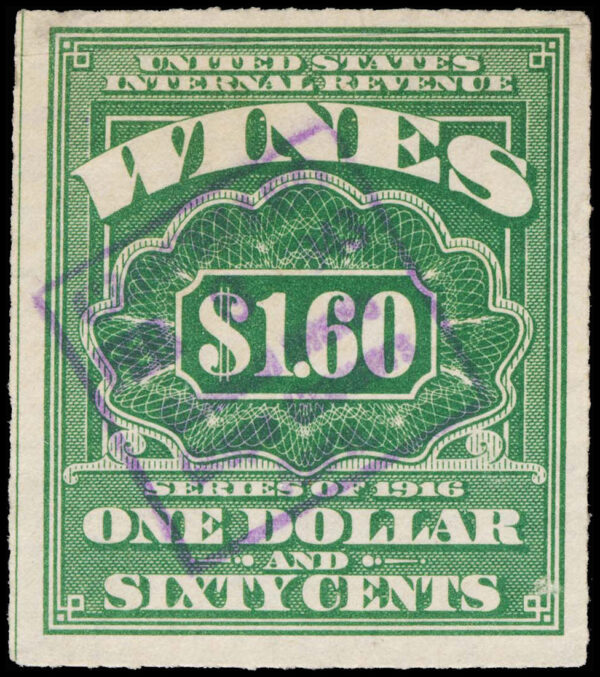 UNITED STATES
INTERNAL REVENUE
WINES
$1.60
SERIES OF 1916
ONE DOLLAR
AND
SIXTY CENTS